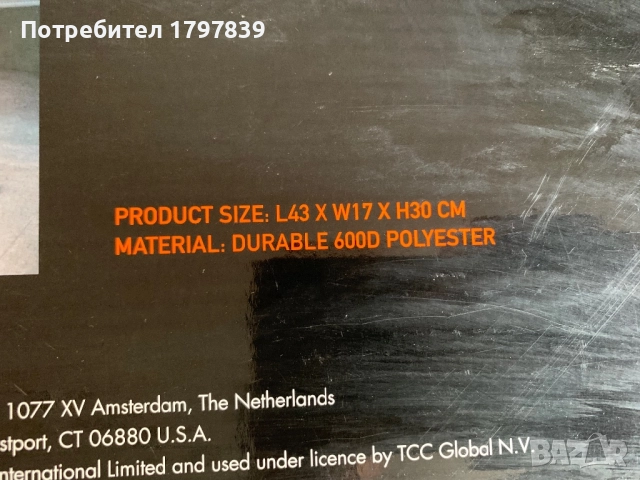 Потребител 1797839
PRODUCT SIZE: L43 X W17 X H30 CM
MATERIAL: DURABLE 600D POLYESTER
1077 XV Amsterdam, The Netherlands
stport, CT 06880 U.S.A.
nternational Limited and used under licence by TCC Global N.V.
BAZAR